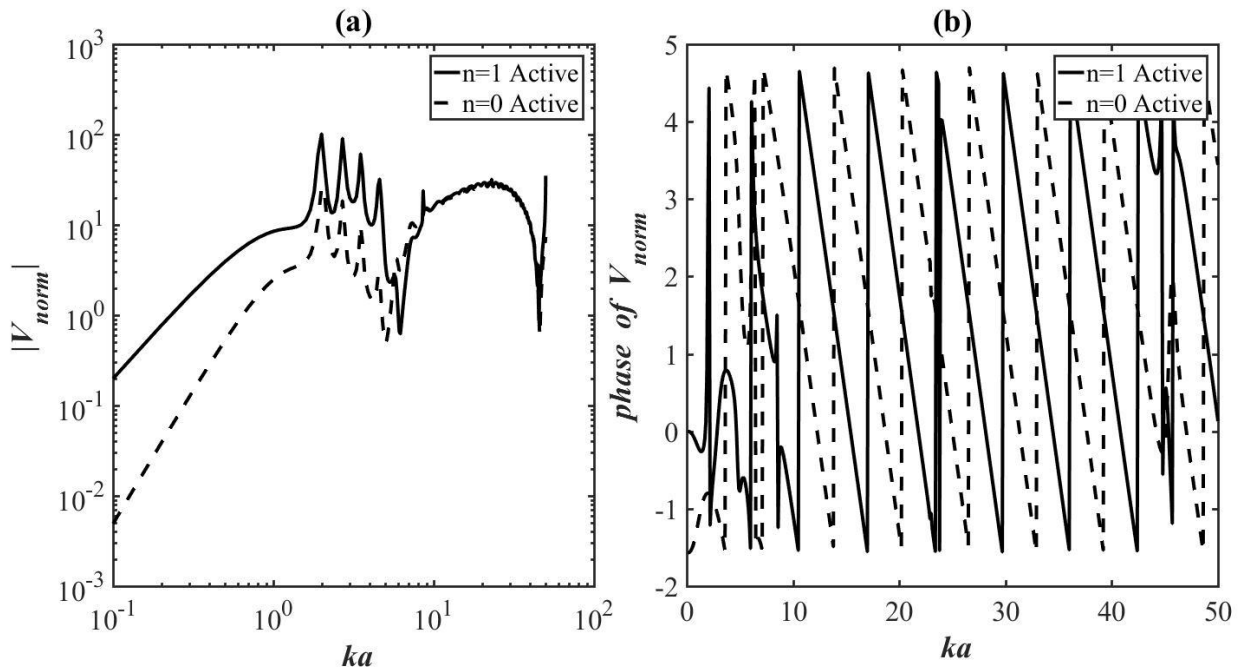 (a)
10^3
10^2
10^1
10^0
10^-1
10^-2
10^-3
|V_norm|
n=1 Active
n=0 Active
10^-1
10^0
10^1
10^2
ka
(b)
5
4
3
2
1
0
-1
-2
phase of V_norm
n=1 Active
n=0 Active
0
10
20
30
40
50
ka